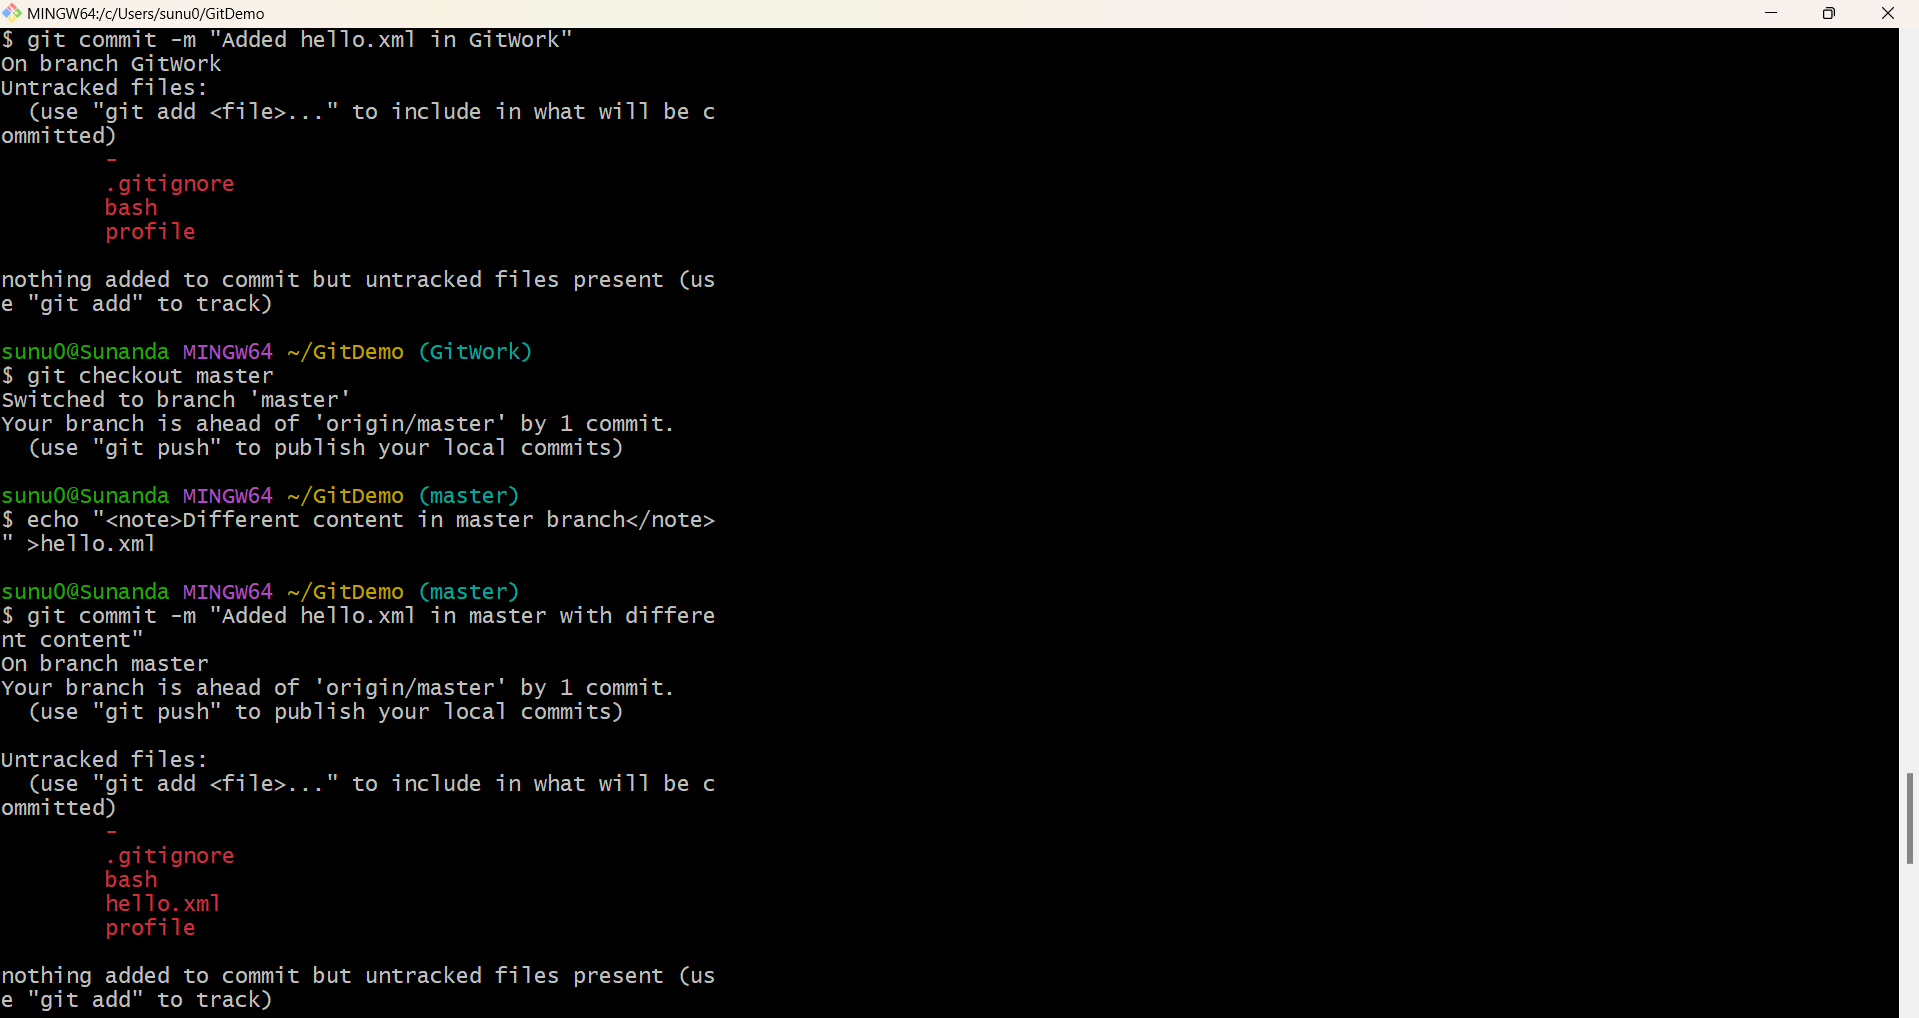 MINGW64:/c/Users/sunu0/GitDemo
$ git commit -m "Added hello.xml in GitWork"
On branch GitWork
Untracked files:
  (use "git add <file>..." to include in what will be c
ommitted)
        -
        .gitignore
        bash
        profile

nothing added to commit but untracked files present (us
e "git add" to track)

sunu0@Sunanda MINGW64 ~/GitDemo (GitWork)
$ git checkout master
Switched to branch 'master'
Your branch is ahead of 'origin/master' by 1 commit.
  (use "git push" to publish your local commits)

sunu0@Sunanda MINGW64 ~/GitDemo (master)
$ echo "<note>Different content in master branch</note>
" >hello.xml

sunu0@Sunanda MINGW64 ~/GitDemo (master)
$ git commit -m "Added hello.xml in master with differe
nt content"
On branch master
Your branch is ahead of 'origin/master' by 1 commit.
  (use "git push" to publish your local commits)

Untracked files:
  (use "git add <file>..." to include in what will be c
ommitted)
        -
        .gitignore
        bash
        hello.xml
        profile

nothing added to commit but untracked files present (us
e "git add" to track)